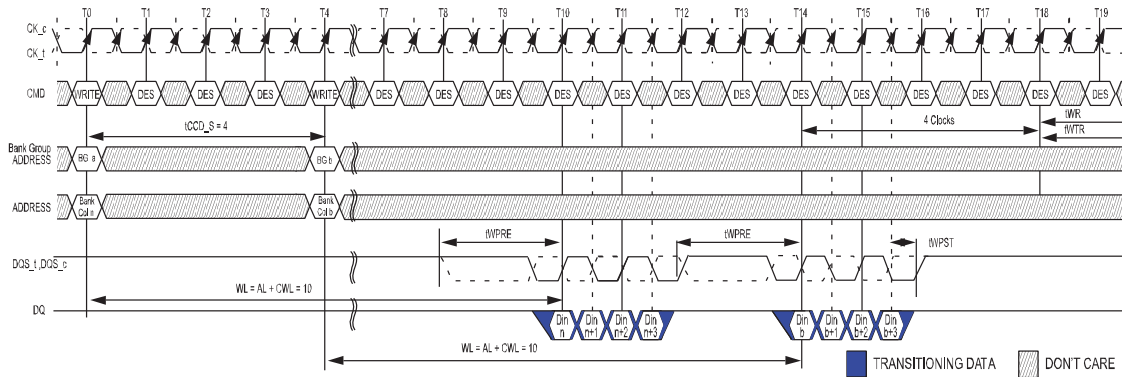 T0 T1 T2 T3 T4 T7 T8 T9 T10 T11 T12 T13 T14 T15 T16 T17 T18 T19
CK_c
CK_t
CMD WRITE DES DES DES WRITE DES DES DES DES DES DES DES DES DES DES DES DES DES
tCCD_S = 4
4 Clocks
tWR
tWTR
Bank Group
ADDRESS
BG a
BG b
ADDRESS
Bank
Col n
Bank
Col b
tWPRE
tWPRE
tWPST
DQS_t ,DQS_c
WL = AL + CWL = 10
DQ
Din
n
Din
n+1
Din
n+2
Din
n+3
Din
b
Din
b+1
Din
b+2
Din
b+3
WL = AL + CWL = 10
TRANSITIONING DATA
DON'T CARE